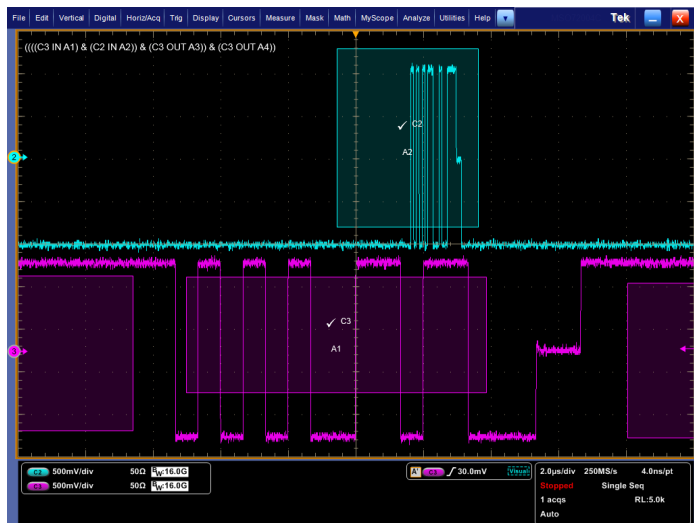 File Edit Vertical Digital Horiz/Acq Trig Display Cursors Measure Mask Math MyScope Analyze Utilities Help Tek X
((((C3 IN A1) & (C2 IN A2)) & (C3 OUT A3)) & (C3 OUT A4))
C2
A2
2
C3
A1
3
C2 500mV/div 50Ω BW:16.0G
C3 500mV/div 50Ω BW:16.0G
A' C3 30.0mV Visual
2.0µs/div 250MS/s 4.0ns/pt
Stopped Single Seq
1 acqs RL:5.0k
Auto